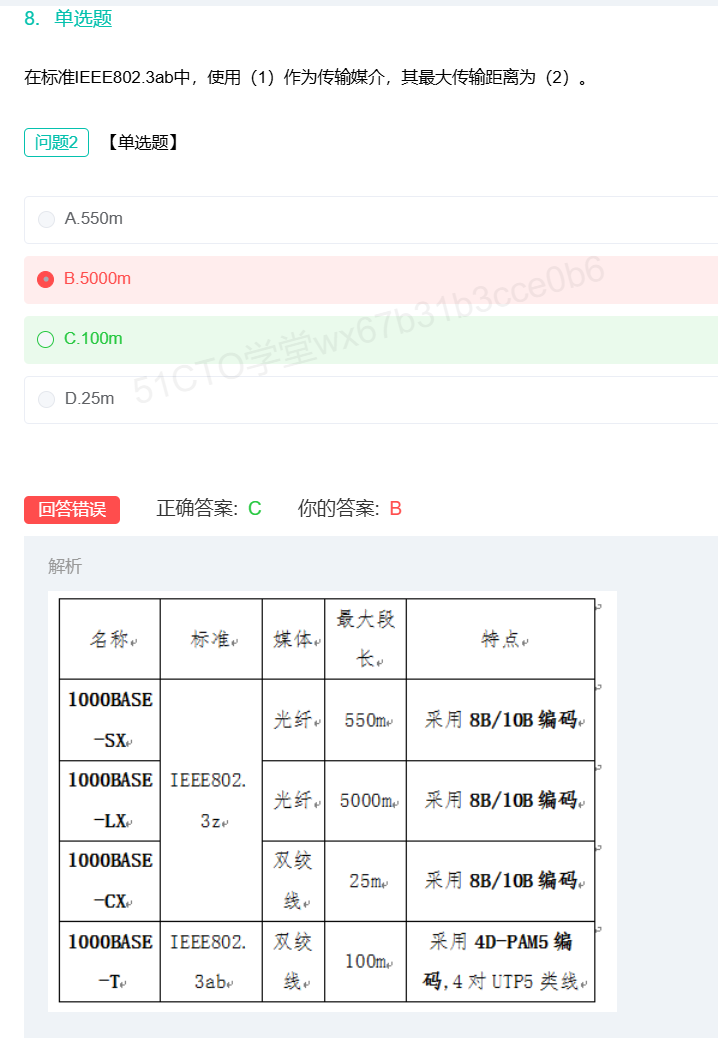 8. 单选题
在标准IEEE802.3ab中，使用（1）作为传输媒介，其最大传输距离为（2）。
问题2 【单选题】
A.550m
B.5000m
C.100m
D.25m
51CTO学堂wx67b31b3cce0b6
回答错误 正确答案: C 你的答案: B
解析
名称 标准 媒体 最大段长 特点
1000BASE-SX IEEE802.3z 光纤 550m 采用 8B/10B 编码
1000BASE-LX 光纤 5000m 采用 8B/10B 编码
1000BASE-CX 双绞线 25m 采用 8B/10B 编码
1000BASE-T IEEE802.3ab 双绞线 100m 采用 4D-PAM5 编码,4 对 UTP5 类线